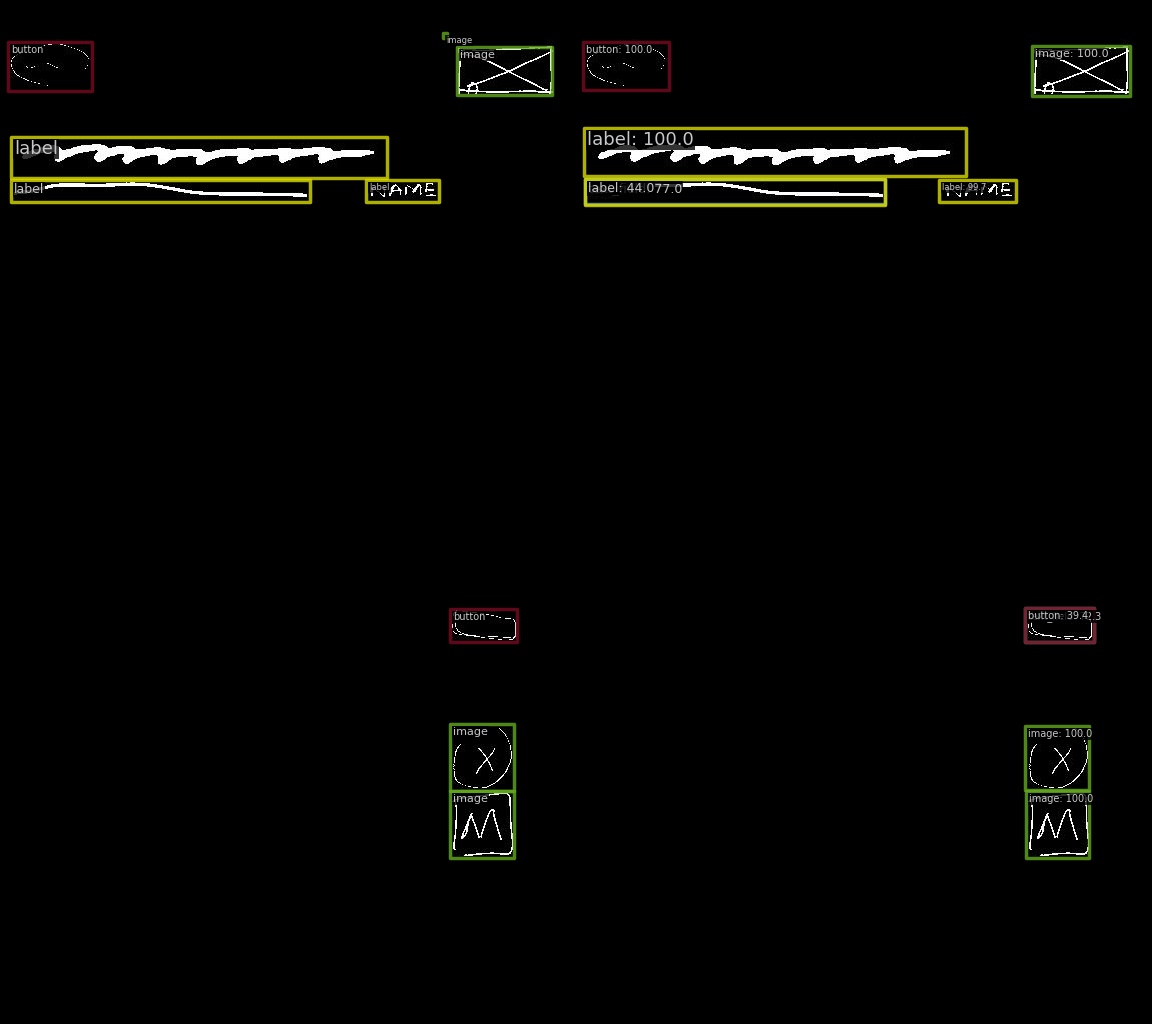 button
image
image
label
label
label
NAME
button
image
X
image
M
button: 100.0
image: 100.0
label: 100.0
label: 44.077.0
label: 99.7
NAME
button: 39.4
image: 100.0
X
image: 100.0
M